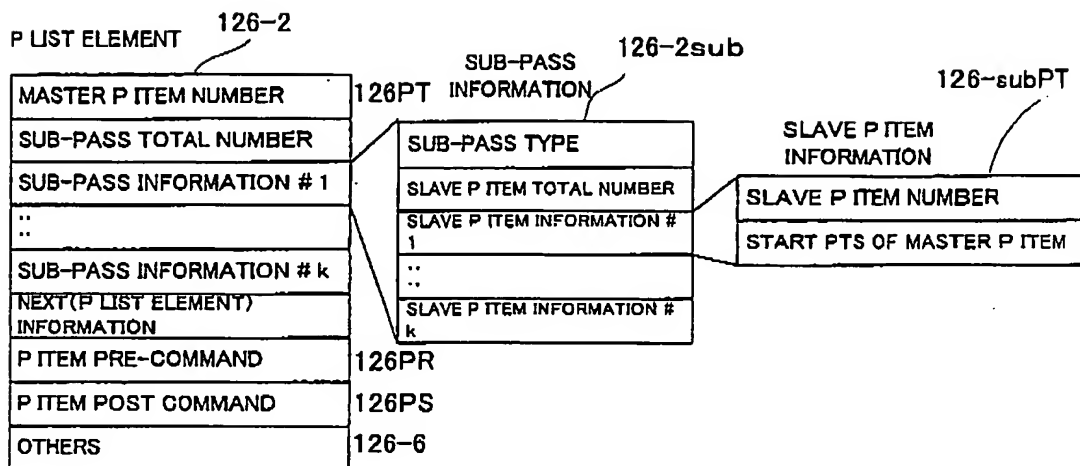 126-2
P LIST ELEMENT
MASTER P ITEM NUMBER
126PT
SUB-PASS TOTAL NUMBER
SUB-PASS INFORMATION # 1
::
SUB-PASS INFORMATION # k
NEXT(P LIST ELEMENT)
INFORMATION
P ITEM PRE-COMMAND
126PR
P ITEM POST COMMAND
126PS
OTHERS
126-6
SUB-PASS
INFORMATION
126-2sub
SUB-PASS TYPE
SLAVE P ITEM TOTAL NUMBER
SLAVE P ITEM INFORMATION #
1
::
SLAVE P ITEM INFORMATION #
k
126-subPT
SLAVE P ITEM
INFORMATION
SLAVE P ITEM NUMBER
START PTS OF MASTER P ITEM